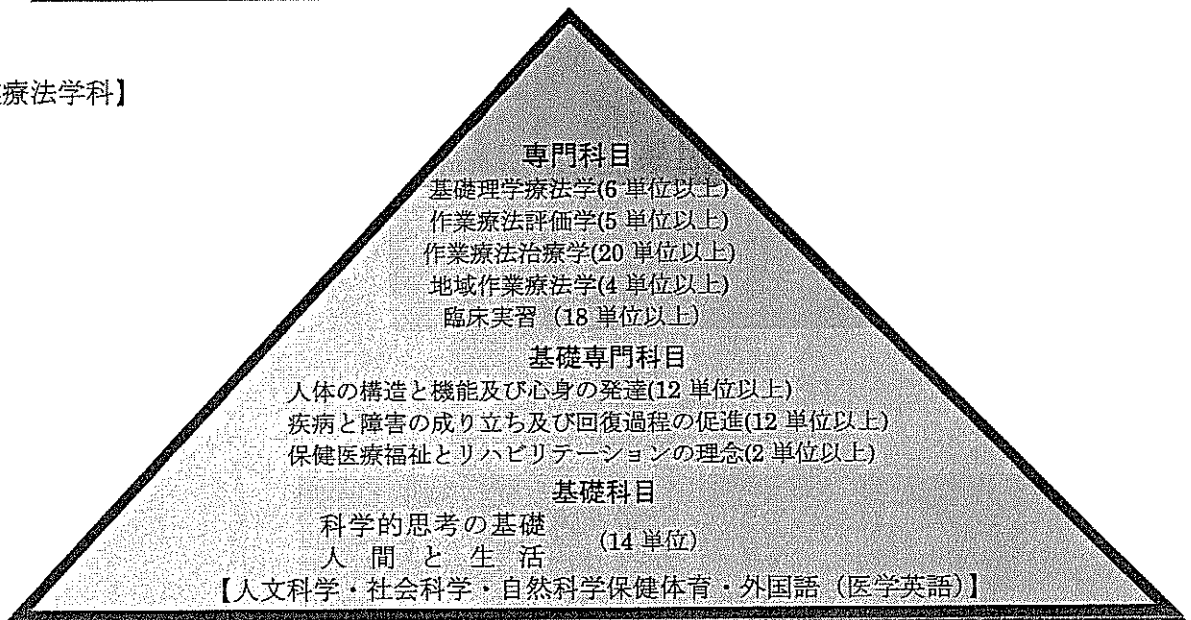 療法学科】
専門科目
基礎理学療法学(6 単位以上)
作業療法評価学(5 単位以上)
作業療法治療学(20 単位以上)
地域作業療法学(4 単位以上)
臨床実習（18 単位以上）
基礎専門科目
人体の構造と機能及び心身の発達(12 単位以上)
疾病と障害の成り立ち及び回復過程の促進(12 単位以上)
保健医療福祉とリハビリテーションの理念(2 単位以上)
基礎科目
科学的思考の基礎
人 間 と 生 活 （14 単位）
【人文科学・社会科学・自然科学保健体育・外国語（医学英語）】